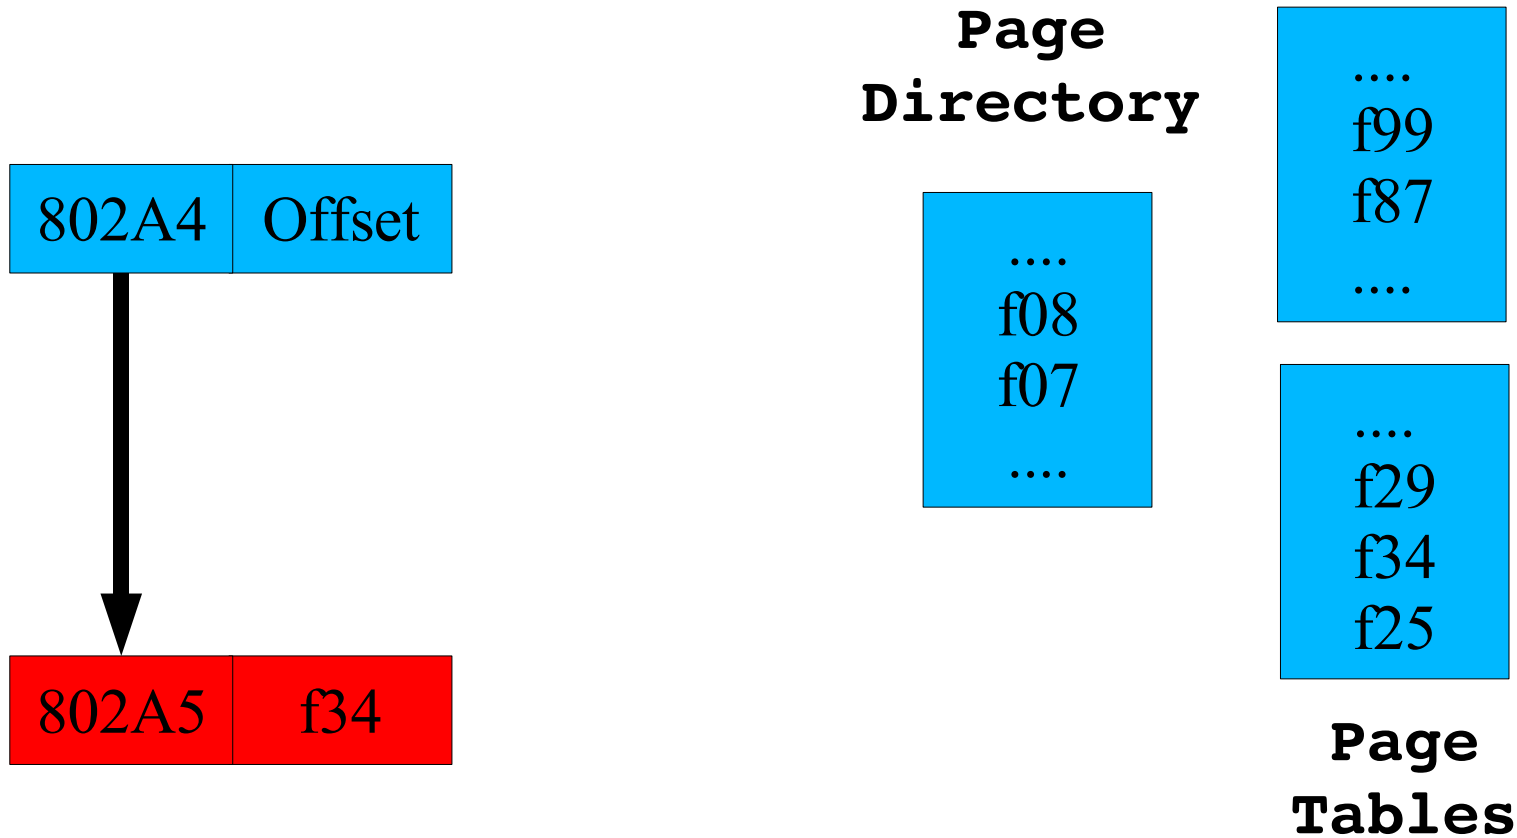 802A4 Offset
802A5 f34
Page
Directory
....
f08
f07
....
....
f99
f87
....
....
f29
f34
f25
Page
Tables